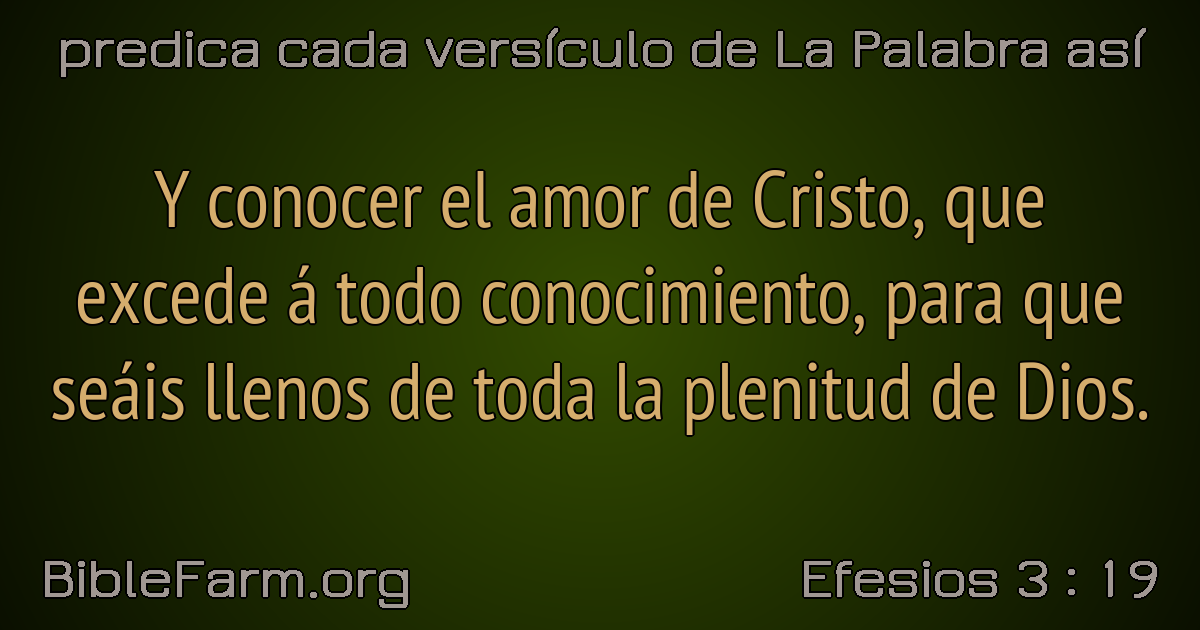 predica cada versículo de La Palabra así
Y conocer el amor de Cristo, que
excede á todo conocimiento, para que
seáis llenos de toda la plenitud de Dios.
BibleFarm.org
Efesios 3 : 19